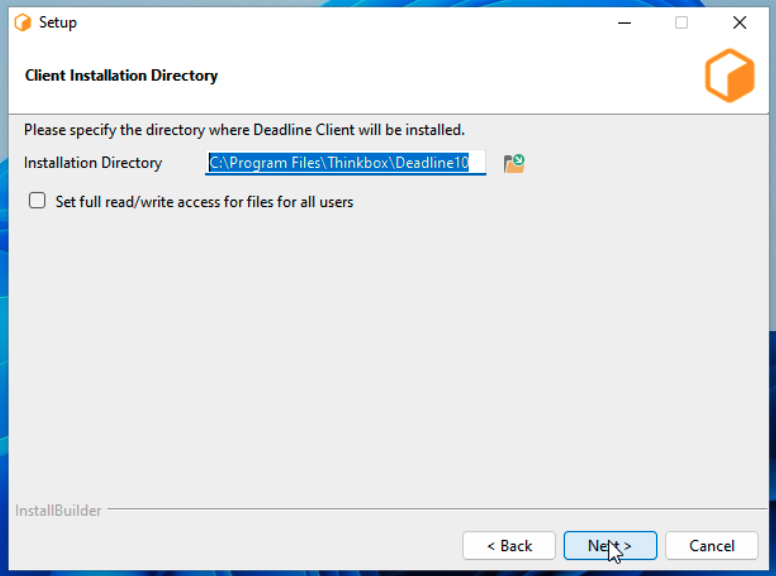 Setup
Client Installation Directory
Please specify the directory where Deadline Client will be installed.
Installation Directory C:\Program Files\Thinkbox\Deadline10
Set full read/write access for files for all users
InstallBuilder
< Back Next > Cancel